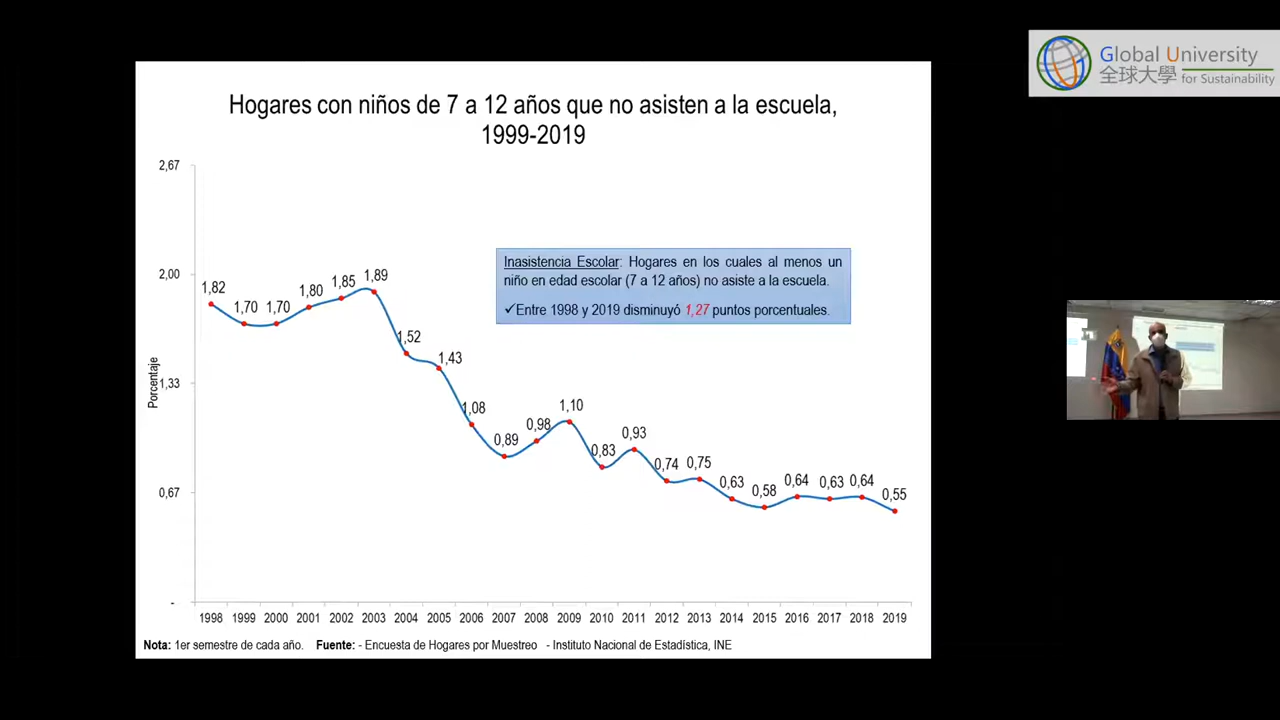 Global University
全球大學 for Sustainability
Hogares con niños de 7 a 12 años que no asisten a la escuela,
1999-2019
Porcentaje
2,67
2,00
1,33
0,67
-
Inasistencia Escolar: Hogares en los cuales al menos un
niño en edad escolar (7 a 12 años) no asiste a la escuela.
✓Entre 1998 y 2019 disminuyó 1,27 puntos porcentuales.
1,82 1,70 1,70 1,80 1,85 1,89 1,52 1,43 1,08 0,89 0,98 1,10 0,83 0,93 0,74 0,75 0,63 0,58 0,64 0,63 0,64 0,55
1998 1999 2000 2001 2002 2003 2004 2005 2006 2007 2008 2009 2010 2011 2012 2013 2014 2015 2016 2017 2018 2019
Nota: 1er semestre de cada año. Fuente: - Encuesta de Hogares por Muestreo - Instituto Nacional de Estadística, INE